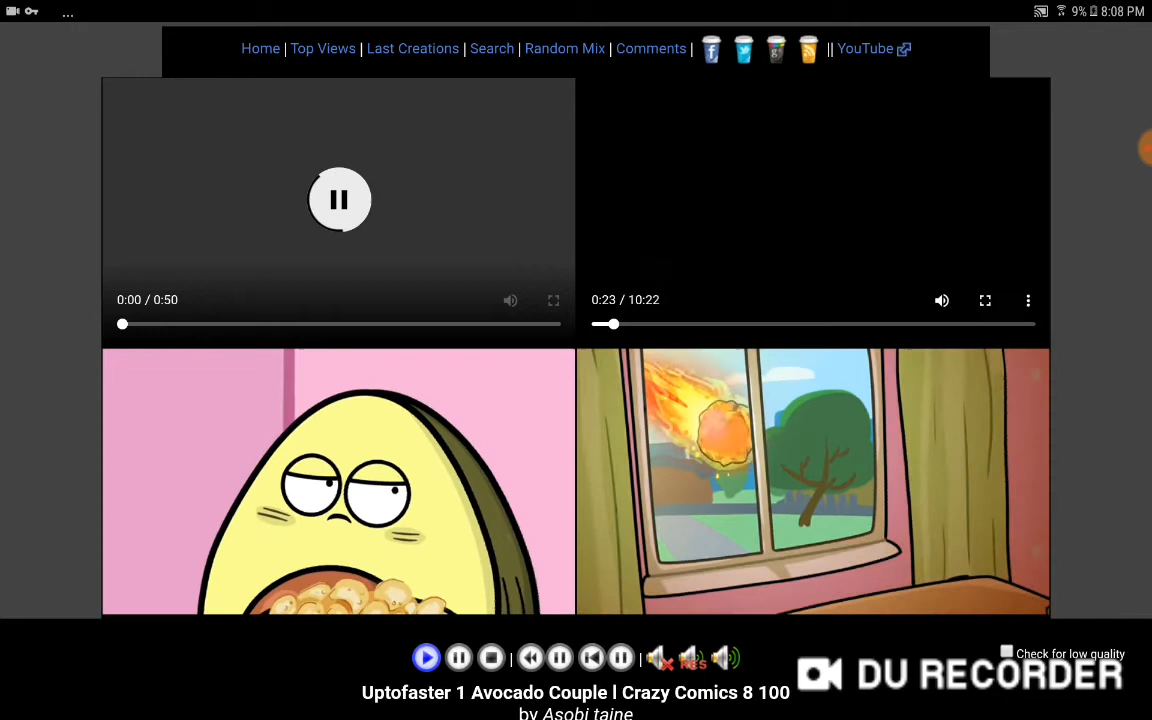 ... 9% 8:08 PM
Home | Top Views | Last Creations | Search | Random Mix | Comments | f g || YouTube
0:00 / 0:50
0:23 / 10:22
RES
Check for low quality
DU RECORDER
Uptofaster 1 Avocado Couple l Crazy Comics 8 100
by Asobi taine